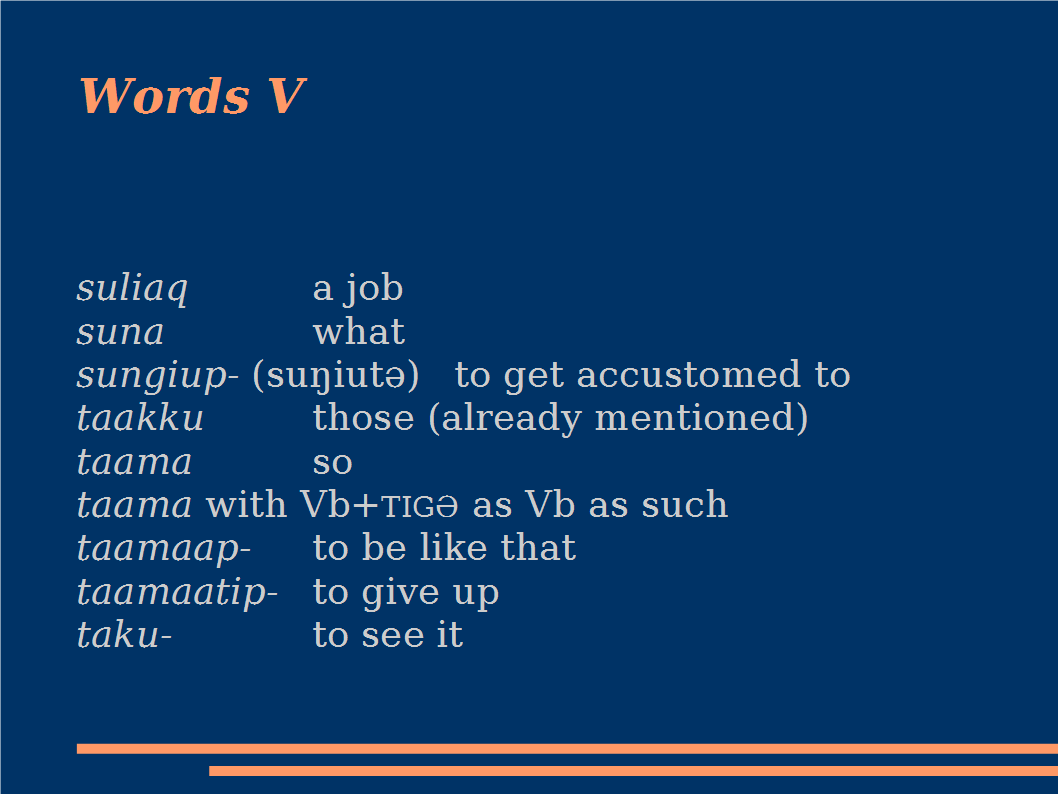 Words V
suliaq a job
suna what
sungiup- (suŋiutə) to get accustomed to
taakku those (already mentioned)
taama so
taama with Vb+TIGƏ as Vb as such
taamaap- to be like that
taamaatip- to give up
taku- to see it